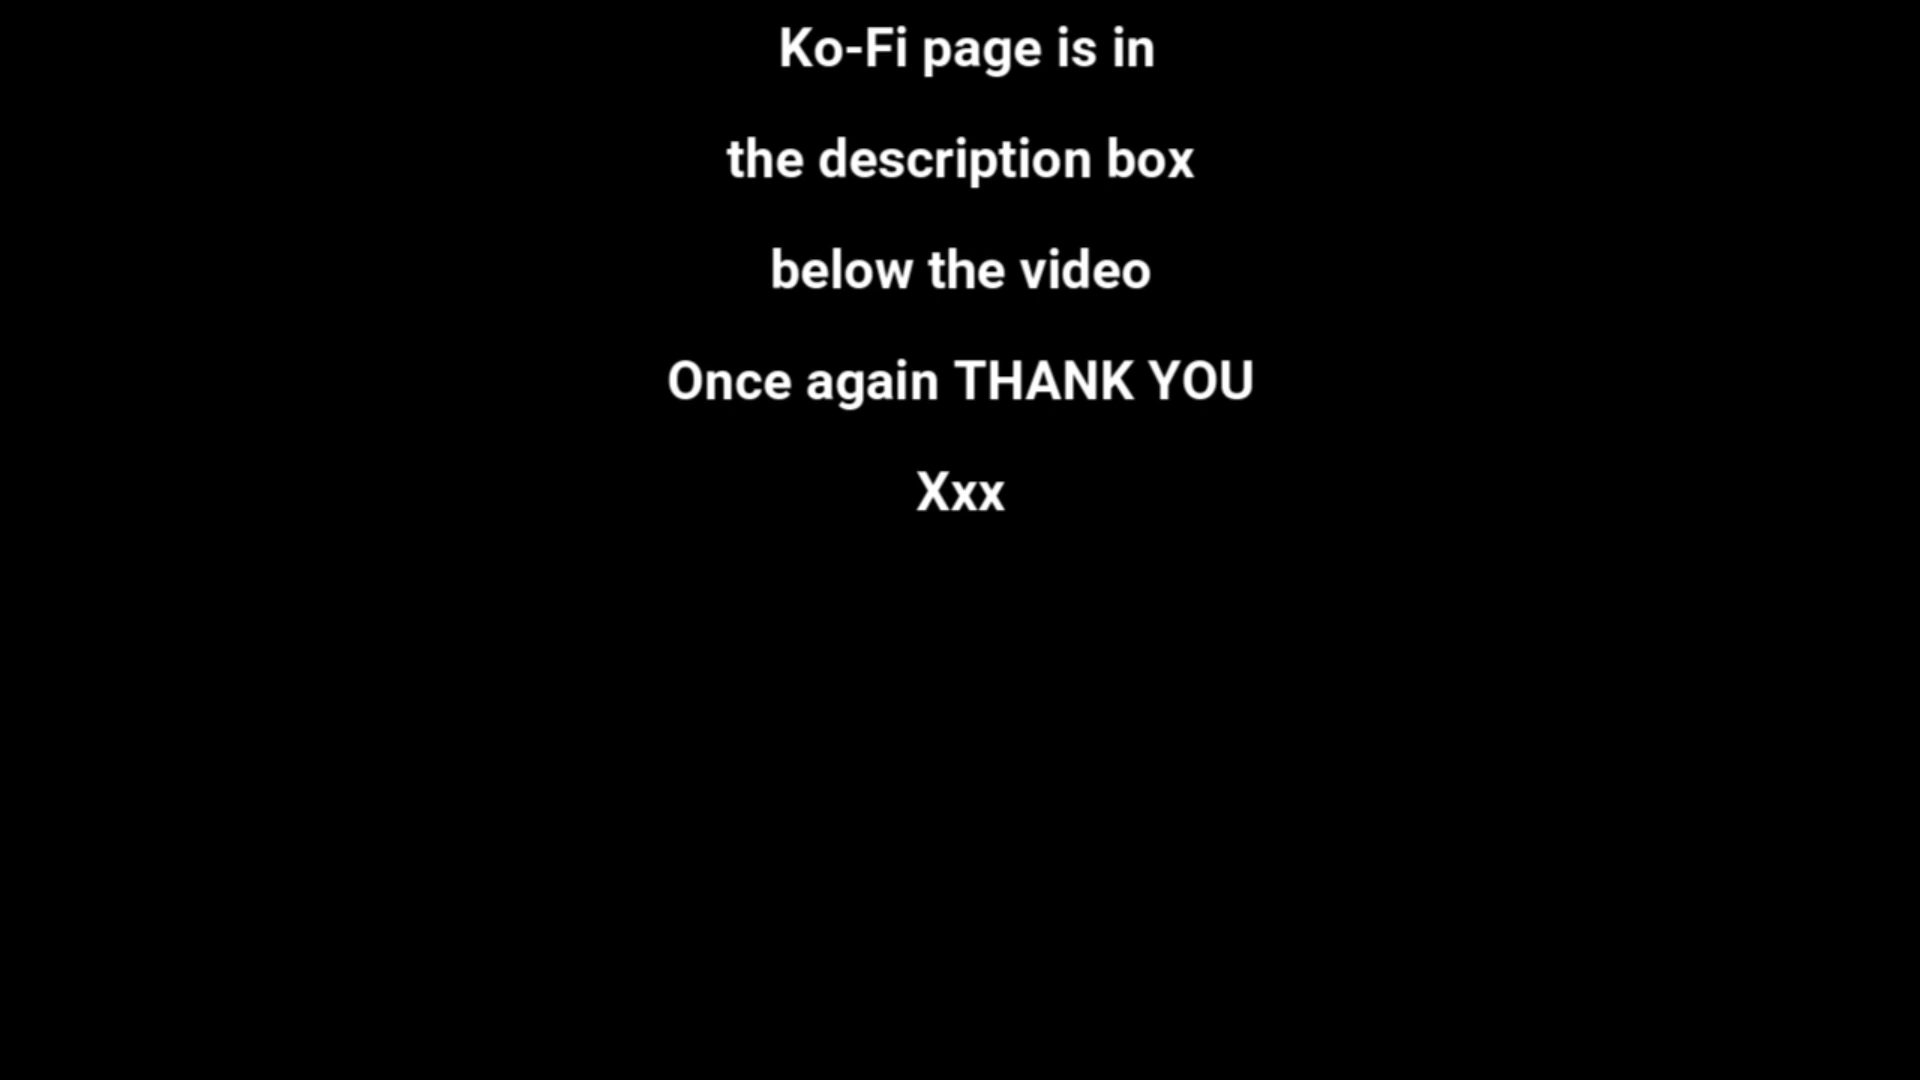 Ko-Fi page is in
the description box
below the video
Once again THANK YOU
Xxx